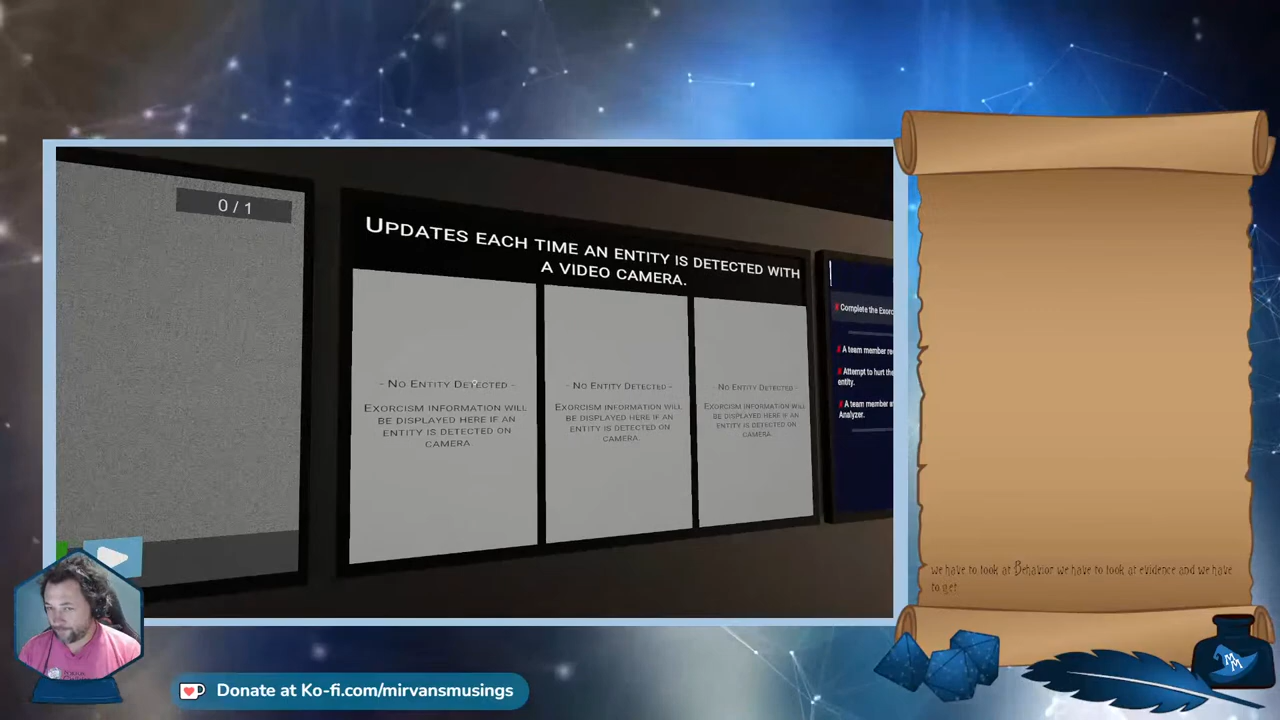 0 / 1
UPDATES EACH TIME AN ENTITY IS DETECTED WITH
A VIDEO CAMERA.
- NO ENTITY DETECTED -
EXORCISM INFORMATION WILL
BE DISPLAYED HERE IF AN
ENTITY IS DETECTED ON
CAMERA
- NO ENTITY DETECTED -
EXORCISM INFORMATION WILL
BE DISPLAYED HERE IF AN
ENTITY IS DETECTED ON
CAMERA.
- NO ENTITY DETECTED -
EXORCISM INFORMATION WILL
BE DISPLAYED HERE IF AN
ENTITY IS DETECTED ON
CAMERA.
Complete the Exorc
A team member re
Attempt to hurt the
entity.
A team member
Analyzer.
we have to look at Behavior we have to look at evidence and we have
to get
MM
Donate at Ko-fi.com/mirvansmusings